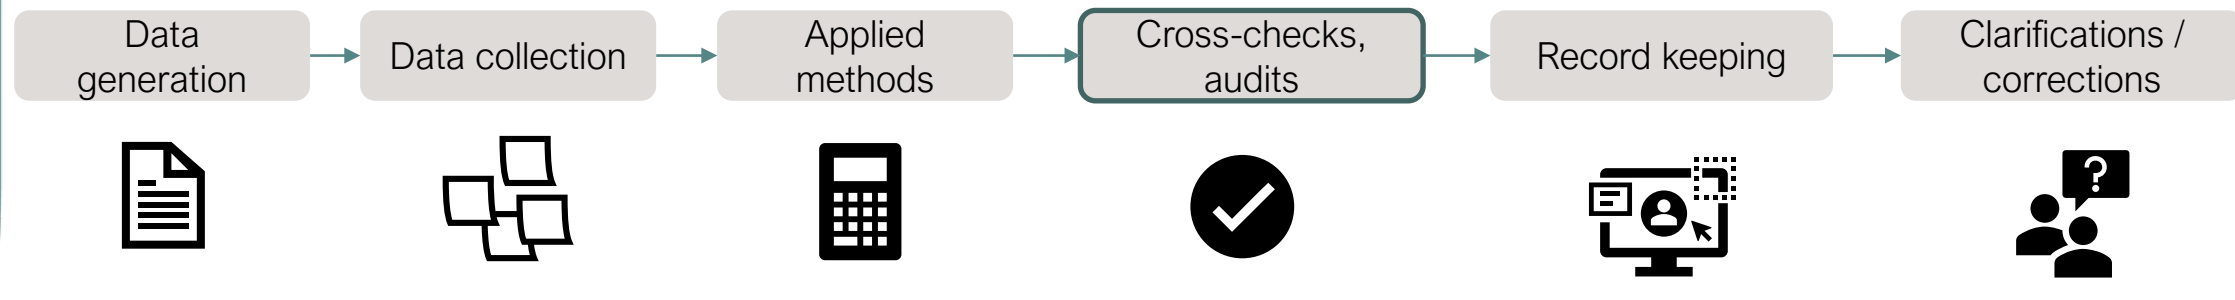 Data
generation
Data collection
Applied
methods
Cross-checks,
audits
Record keeping
Clarifications /
corrections
?